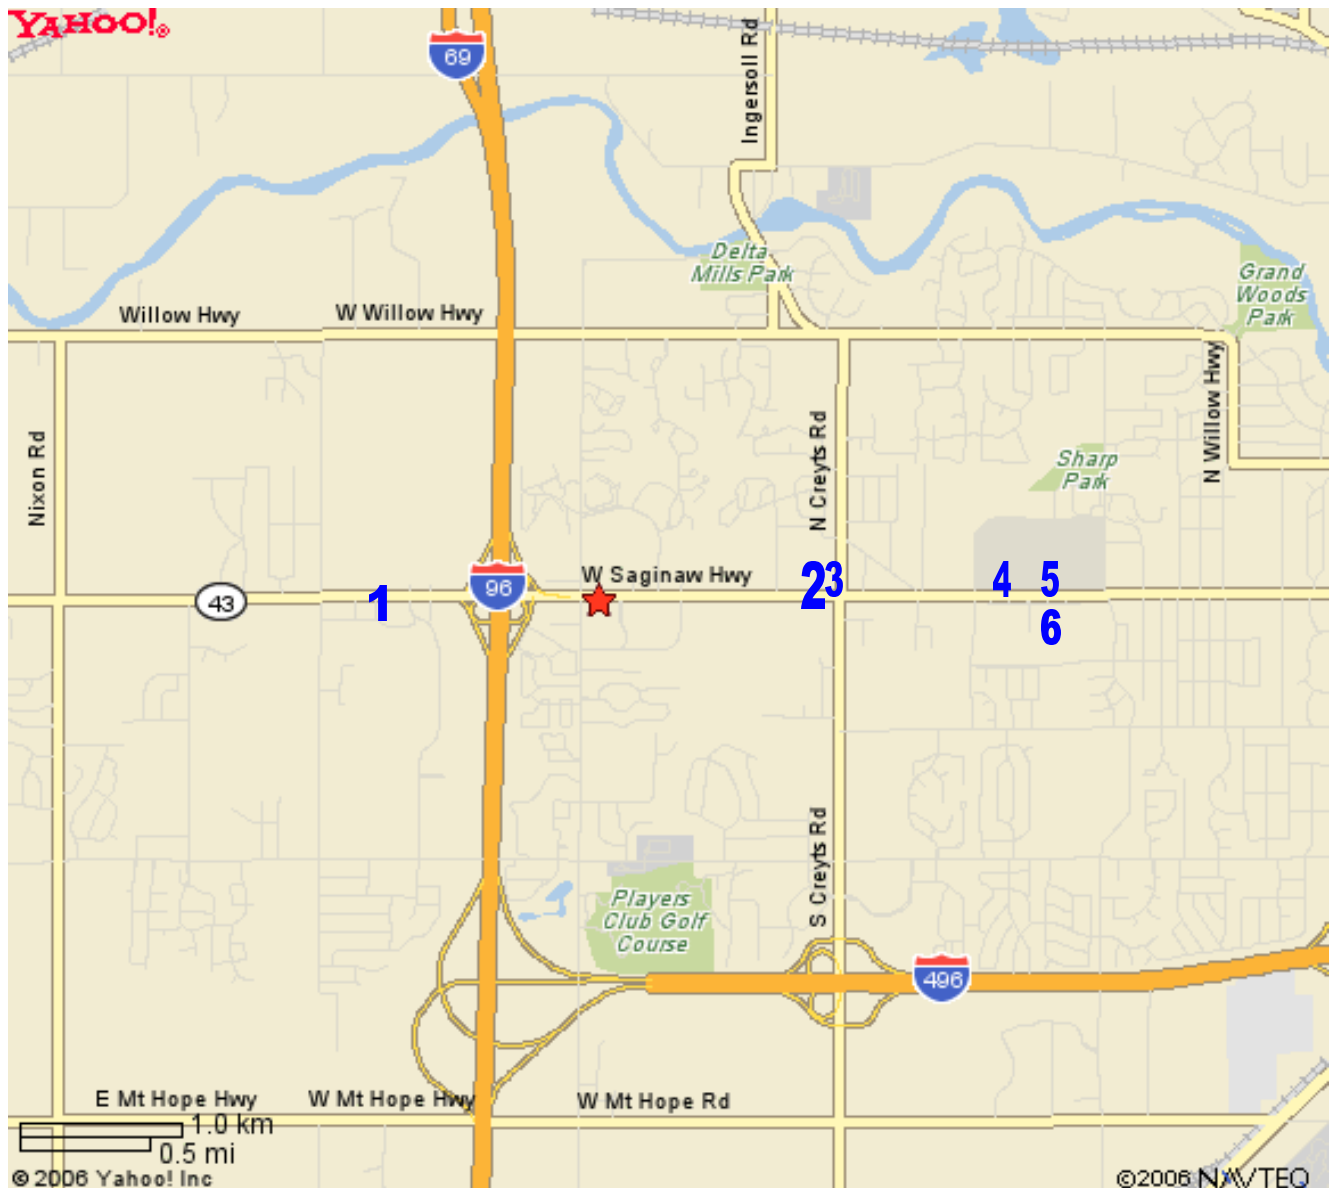 YAHOO!®
69
Ingersoll Rd
Delta
Mills Park
Grand
Woods
Park
Willow Hwy
W Willow Hwy
N Willow Hwy
Nixon Rd
N Creyts Rd
Sharp
Park
W Saginaw Hwy
96
43
1
2
3
4
5
6
S Creyts Rd
Players
Club Golf
Course
496
E Mt Hope Hwy
W Mt Hope Hwy
W Mt Hope Rd
1.0 km
0.5 mi
© 2006 Yahoo! Inc
©2006 NAVTEQ